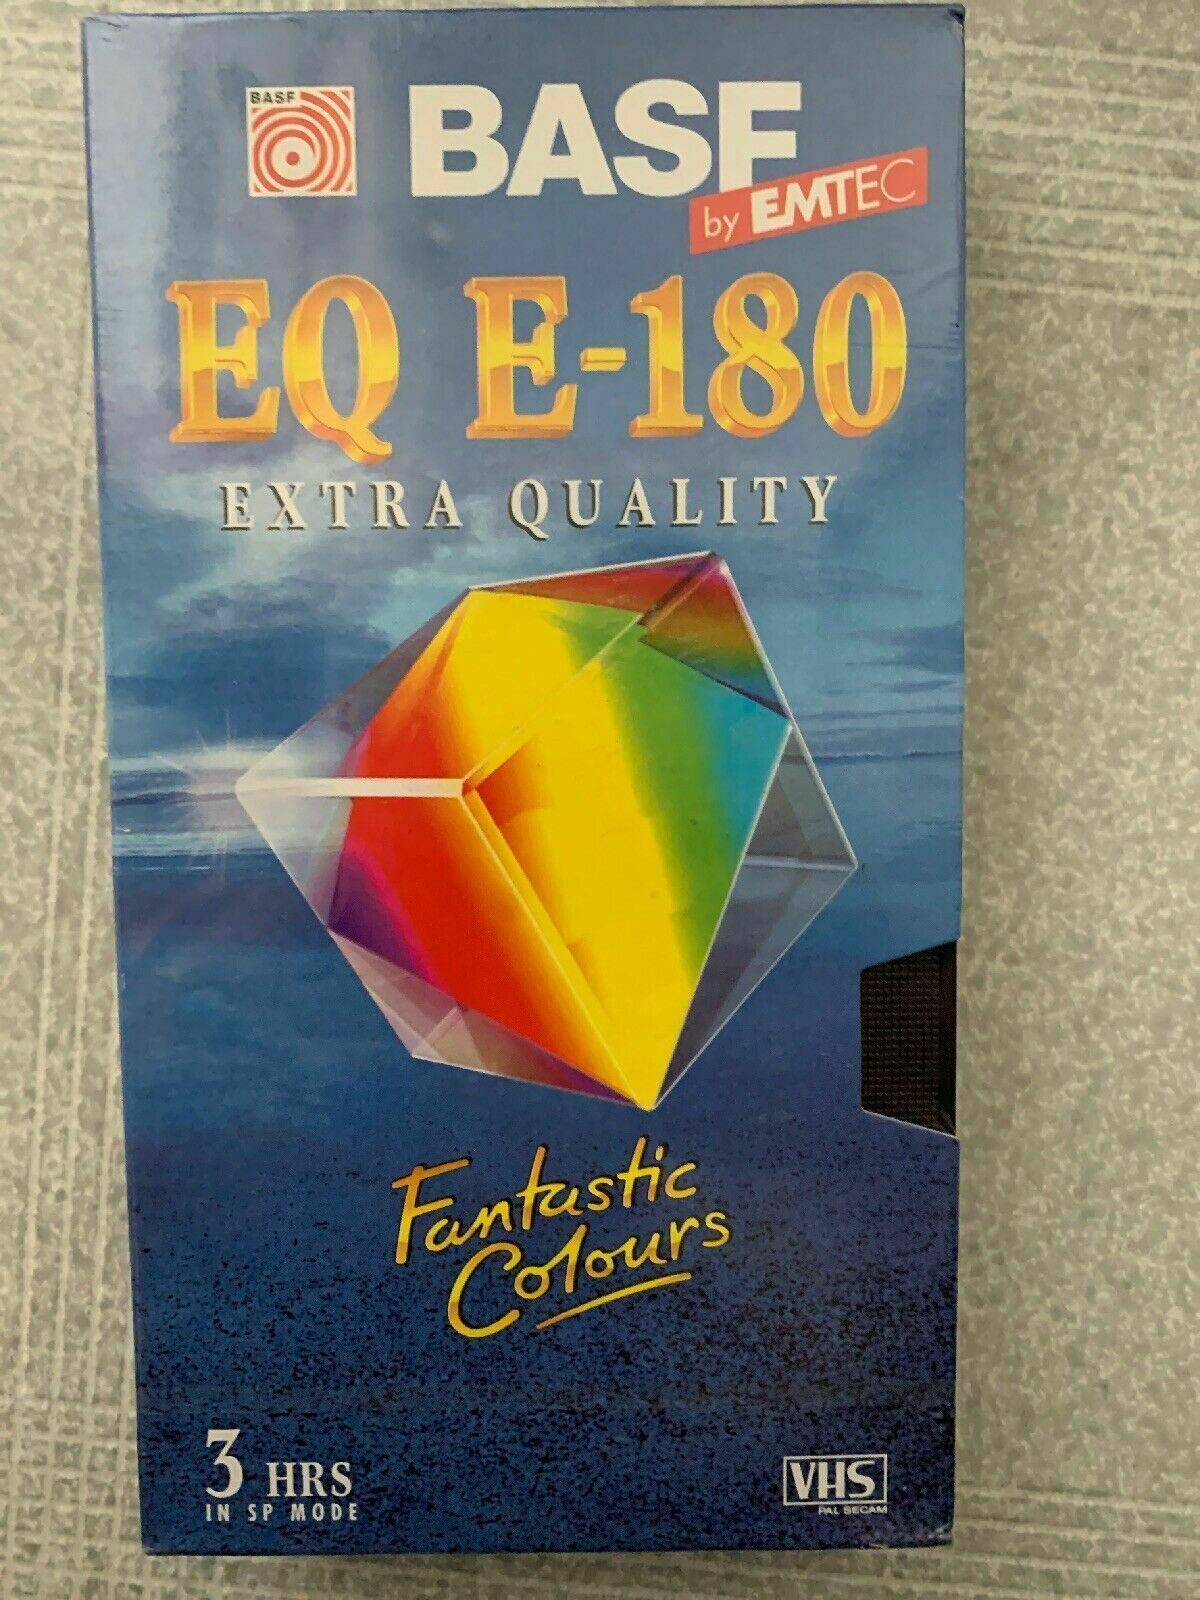 BASF
BASF
by EMTEC
EQ E-180
EXTRA QUALITY
Fantastic
Colours
3 HRS
IN SP MODE
VHS
PAL SECAM